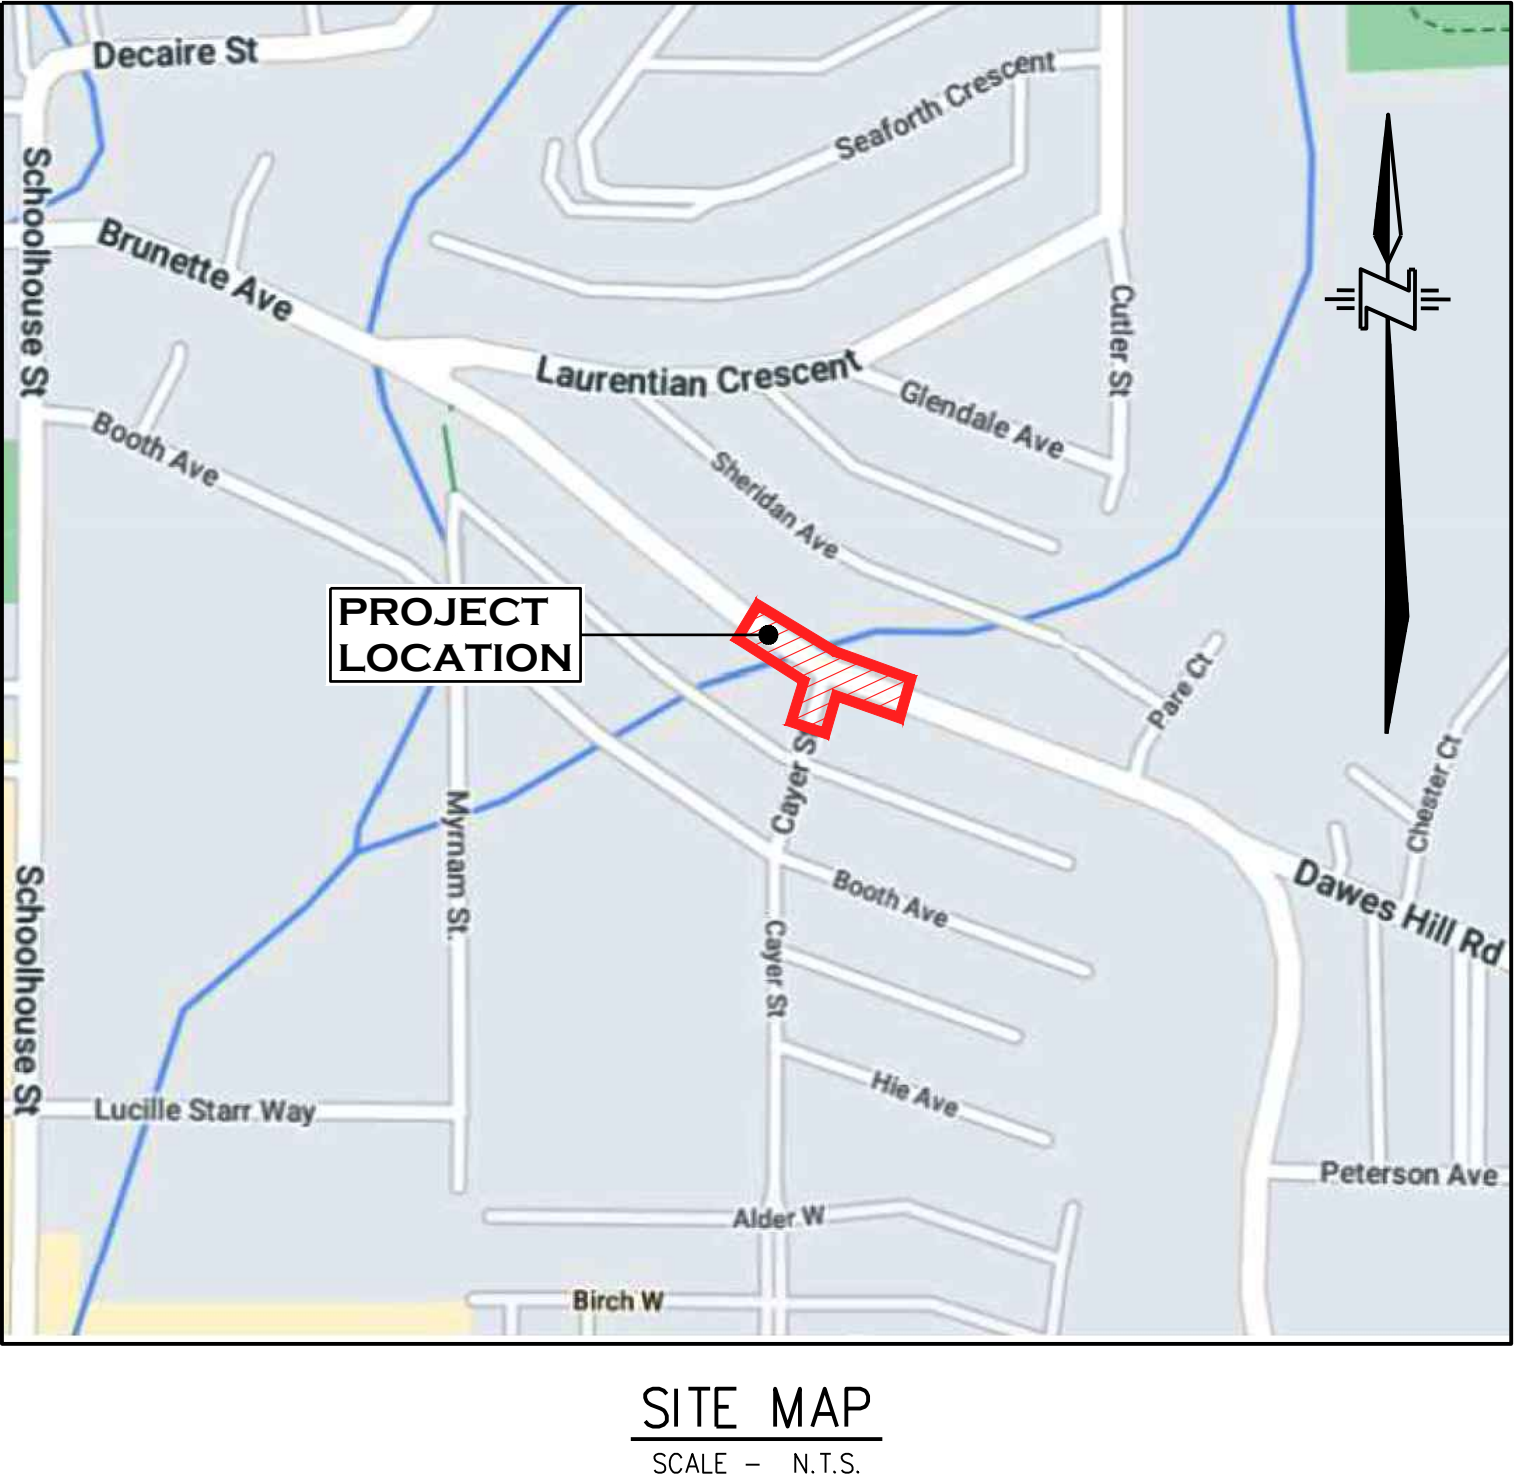 Decaire St
Seaforth Crescent
Schoolhouse St
Brunette Ave
Cutler St
Laurentian Crescent
Glendale Ave
Booth Ave
Sheridan Ave
PROJECT
LOCATION
Pare Ct
Chester Ct
Cayer S
Myrnam St.
Booth Ave
Dawes Hill Rd
Schoolhouse St
Cayer St
Hie Ave
Lucille Starr Way
Peterson Ave
Alder W
Birch W
SITE MAP
SCALE - N.T.S.